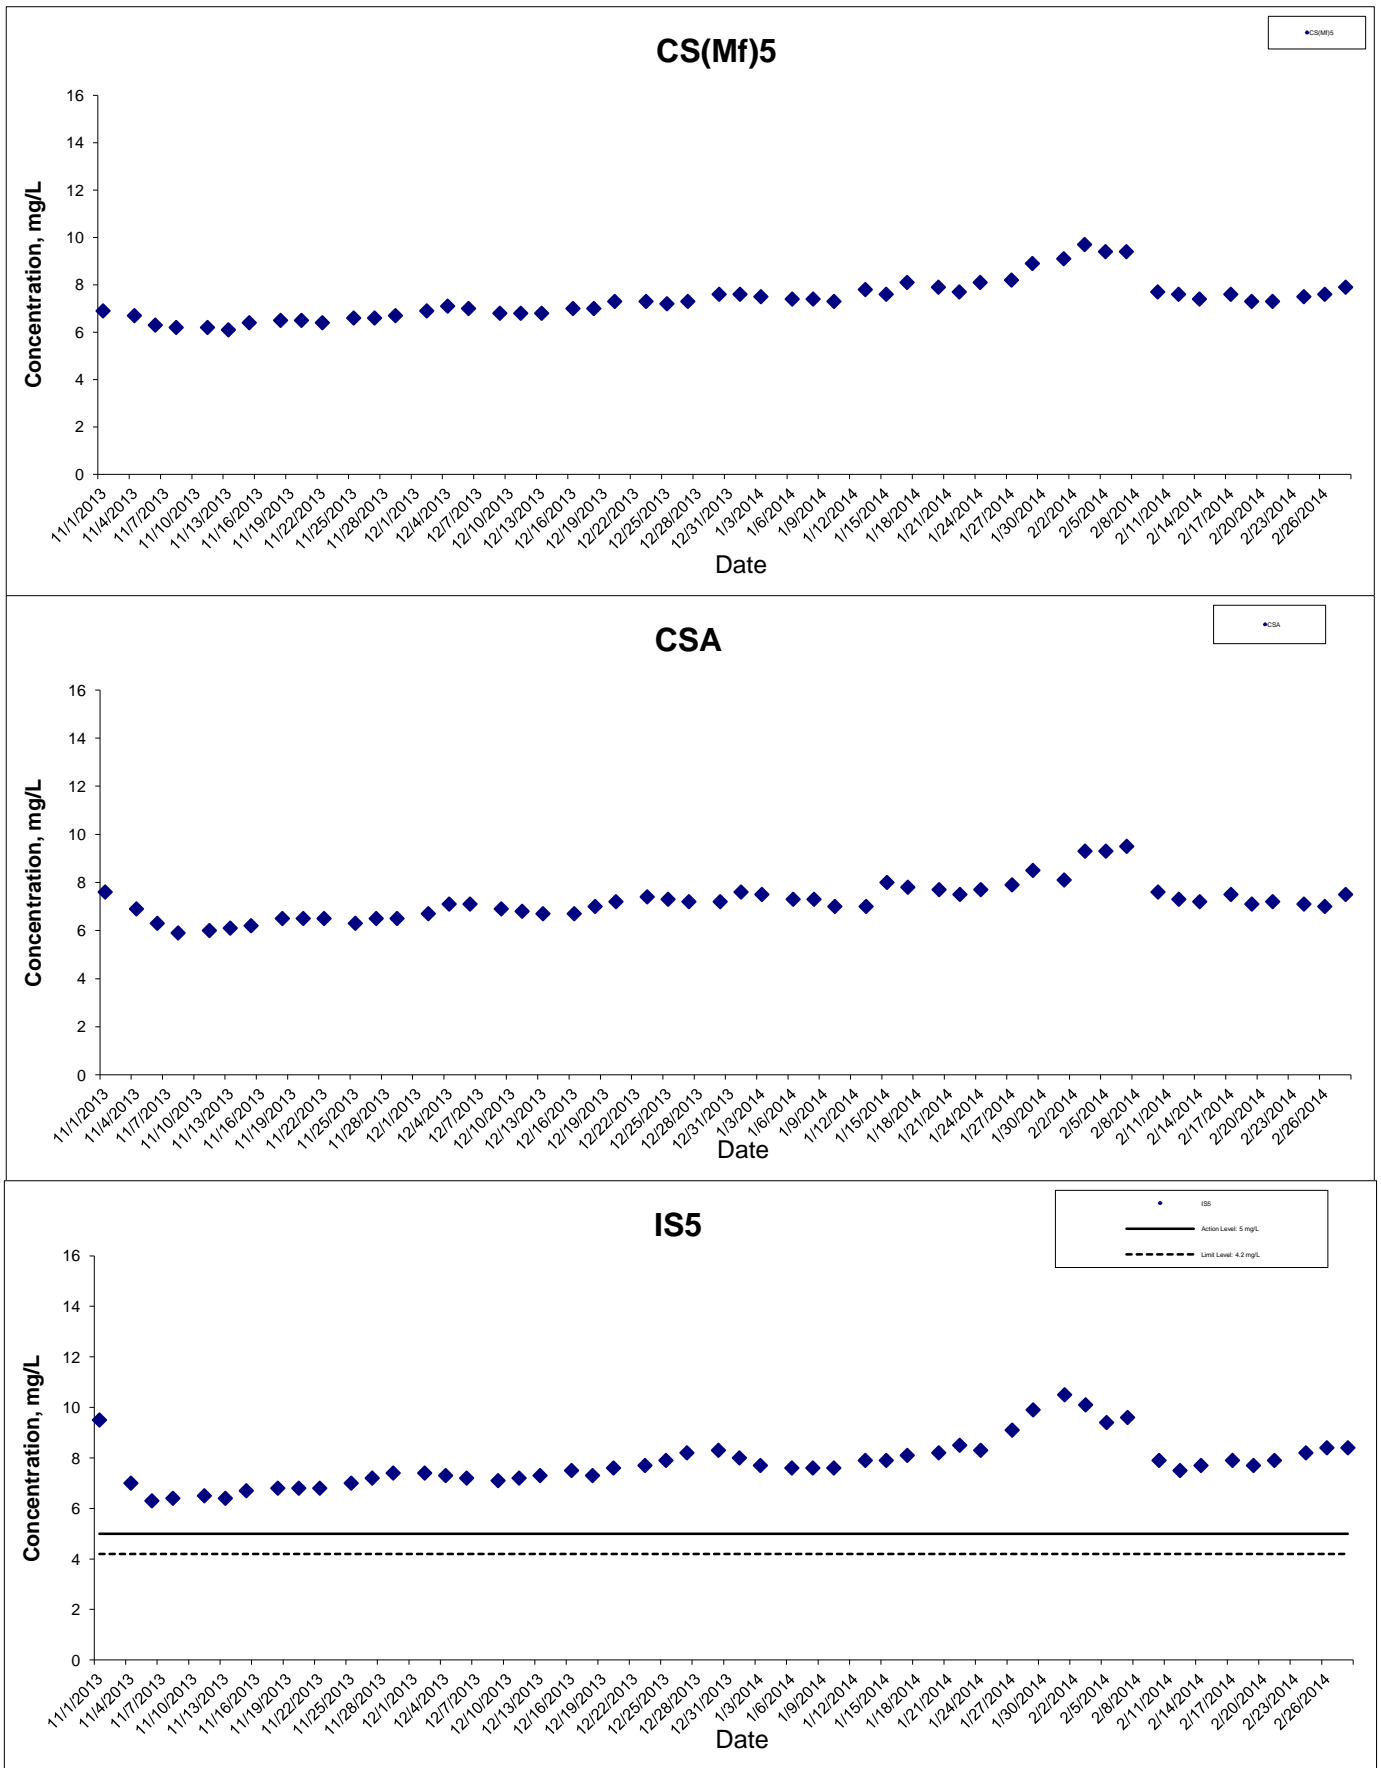 CS(Mf)5
CS(Mf)5
16
14
12
10
8
6
4
2
0
Concentration, mg/L
11/1/2013 11/4/2013 11/7/2013 11/10/2013 11/13/2013 11/16/2013 11/19/2013 11/22/2013 11/25/2013 11/28/2013 12/1/2013 12/4/2013 12/7/2013 12/10/2013 12/13/2013 12/16/2013 12/19/2013 12/22/2013 12/25/2013 12/28/2013 12/31/2013 1/3/2014 1/6/2014 1/9/2014 1/12/2014 1/15/2014 1/18/2014 1/21/2014 1/24/2014 1/27/2014 1/30/2014 2/2/2014 2/5/2014 2/8/2014 2/11/2014 2/14/2014 2/17/2014 2/20/2014 2/23/2014 2/26/2014
Date
CSA
CSA
16
14
12
10
8
6
4
2
0
Concentration, mg/L
11/1/2013 11/4/2013 11/7/2013 11/10/2013 11/13/2013 11/16/2013 11/19/2013 11/22/2013 11/25/2013 11/28/2013 12/1/2013 12/4/2013 12/7/2013 12/10/2013 12/13/2013 12/16/2013 12/19/2013 12/22/2013 12/25/2013 12/28/2013 12/31/2013 1/3/2014 1/6/2014 1/9/2014 1/12/2014 1/15/2014 1/18/2014 1/21/2014 1/24/2014 1/27/2014 1/30/2014 2/2/2014 2/5/2014 2/8/2014 2/11/2014 2/14/2014 2/17/2014 2/20/2014 2/23/2014 2/26/2014
Date
IS5
IS5
Action Level: 5 mg/L
Limit Level: 4.2 mg/L
16
14
12
10
8
6
4
2
0
Concentration, mg/L
11/1/2013 11/4/2013 11/7/2013 11/10/2013 11/13/2013 11/16/2013 11/19/2013 11/22/2013 11/25/2013 11/28/2013 12/1/2013 12/4/2013 12/7/2013 12/10/2013 12/13/2013 12/16/2013 12/19/2013 12/22/2013 12/25/2013 12/28/2013 12/31/2013 1/3/2014 1/6/2014 1/9/2014 1/12/2014 1/15/2014 1/18/2014 1/21/2014 1/24/2014 1/27/2014 1/30/2014 2/2/2014 2/5/2014 2/8/2014 2/11/2014 2/14/2014 2/17/2014 2/20/2014 2/23/2014 2/26/2014
Date